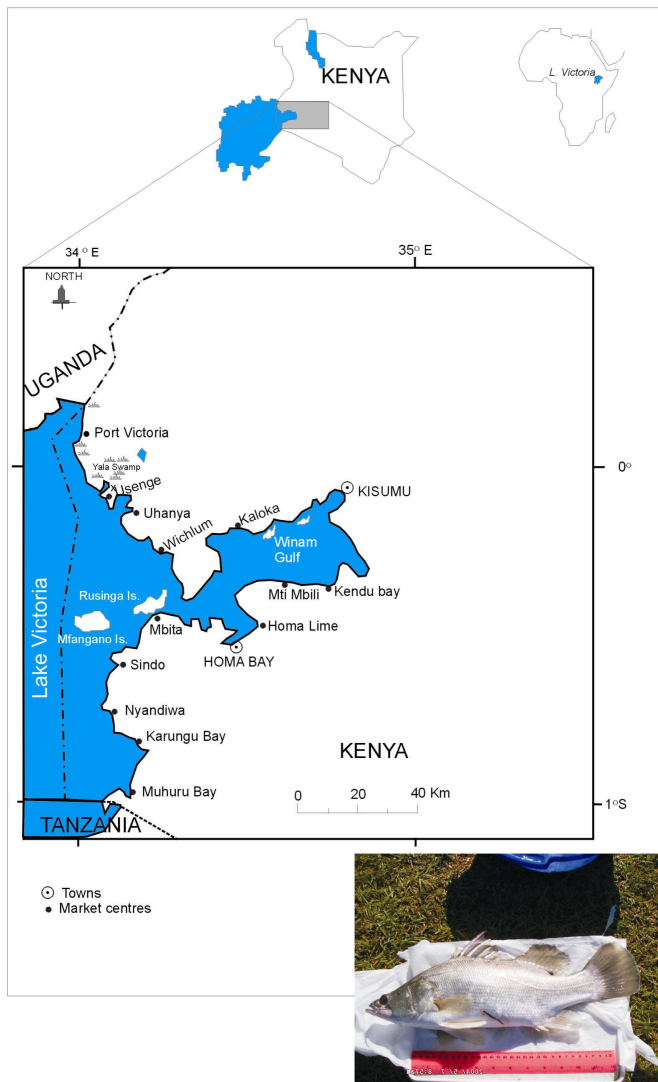 KENYA
L. Victoria
34° E
35° E
NORTH
UGANDA
Port Victoria
0°
Yala Swamp
Usenge
KISUMU
Uhanya
Kaloka
Wichlum
Winam
Gulf
Rusinga Is.
Mti Mbili
Kendu bay
Mbita
Homa Lime
Mfangano Is.
HOMA BAY
Lake Victoria
Sindo
Nyandiwa
Karungu Bay
KENYA
Muhuru Bay
0 20 40 Km
1°S
TANZANIA
Towns
Market centres